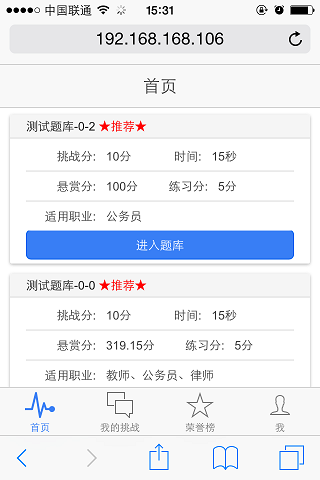 中国联通 15:31
192.168.168.106
首页
测试题库-0-2 ★推荐★
挑战分: 10分 时间: 15秒
悬赏分: 100分 练习分: 5分
适用职业: 公务员
进入题库
测试题库-0-0 ★推荐★
挑战分: 10分 时间: 15秒
悬赏分: 319.15分 练习分: 5分
适用职业: 教师、公务员、律师
首页 我的挑战 荣誉榜 我